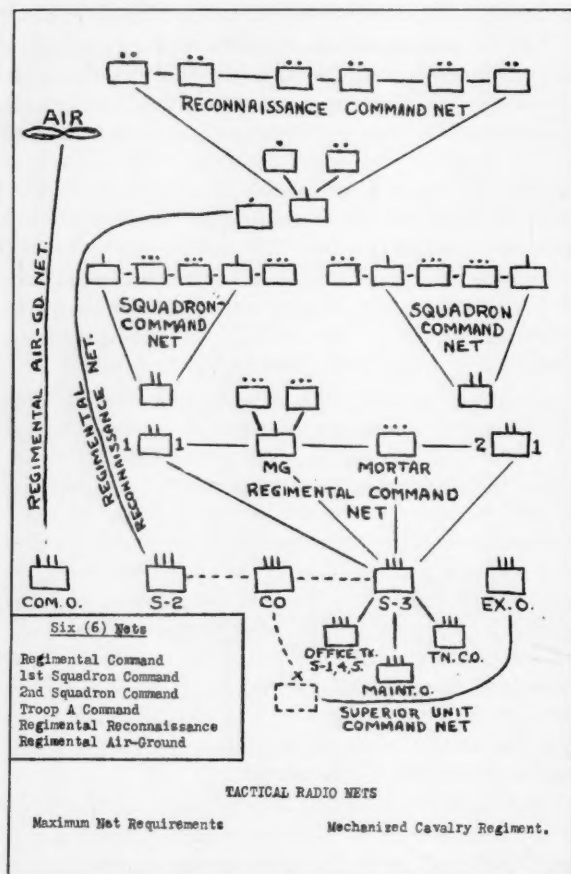 RECONNAISSANCE COMMAND NET
AIR
REGIMENTAL AIR-GD NET.
REGIMENTAL NET.
RECONNAISSANCE
SQUADRON-
COMMAND
NET
SQUADRON
COMMAND
NET
1 1
MG
MORTAR
2 1
REGIMENTAL COMMAND
NET
COM.O.
S-2
CO
S-3
EX.O.
OFFICE TK.
S-1,4,5.
MAINT.O.
TN.C.O.
X
SUPERIOR UNIT
COMMAND NET
Six (6) Nets
Regimental Command
1st Squadron Command
2nd Squadron Command
Troop A Command
Regimental Reconnaissance
Regimental Air-Ground
TACTICAL RADIO NETS
Maximum Net Requirements
Mechanized Cavalry Regiment.